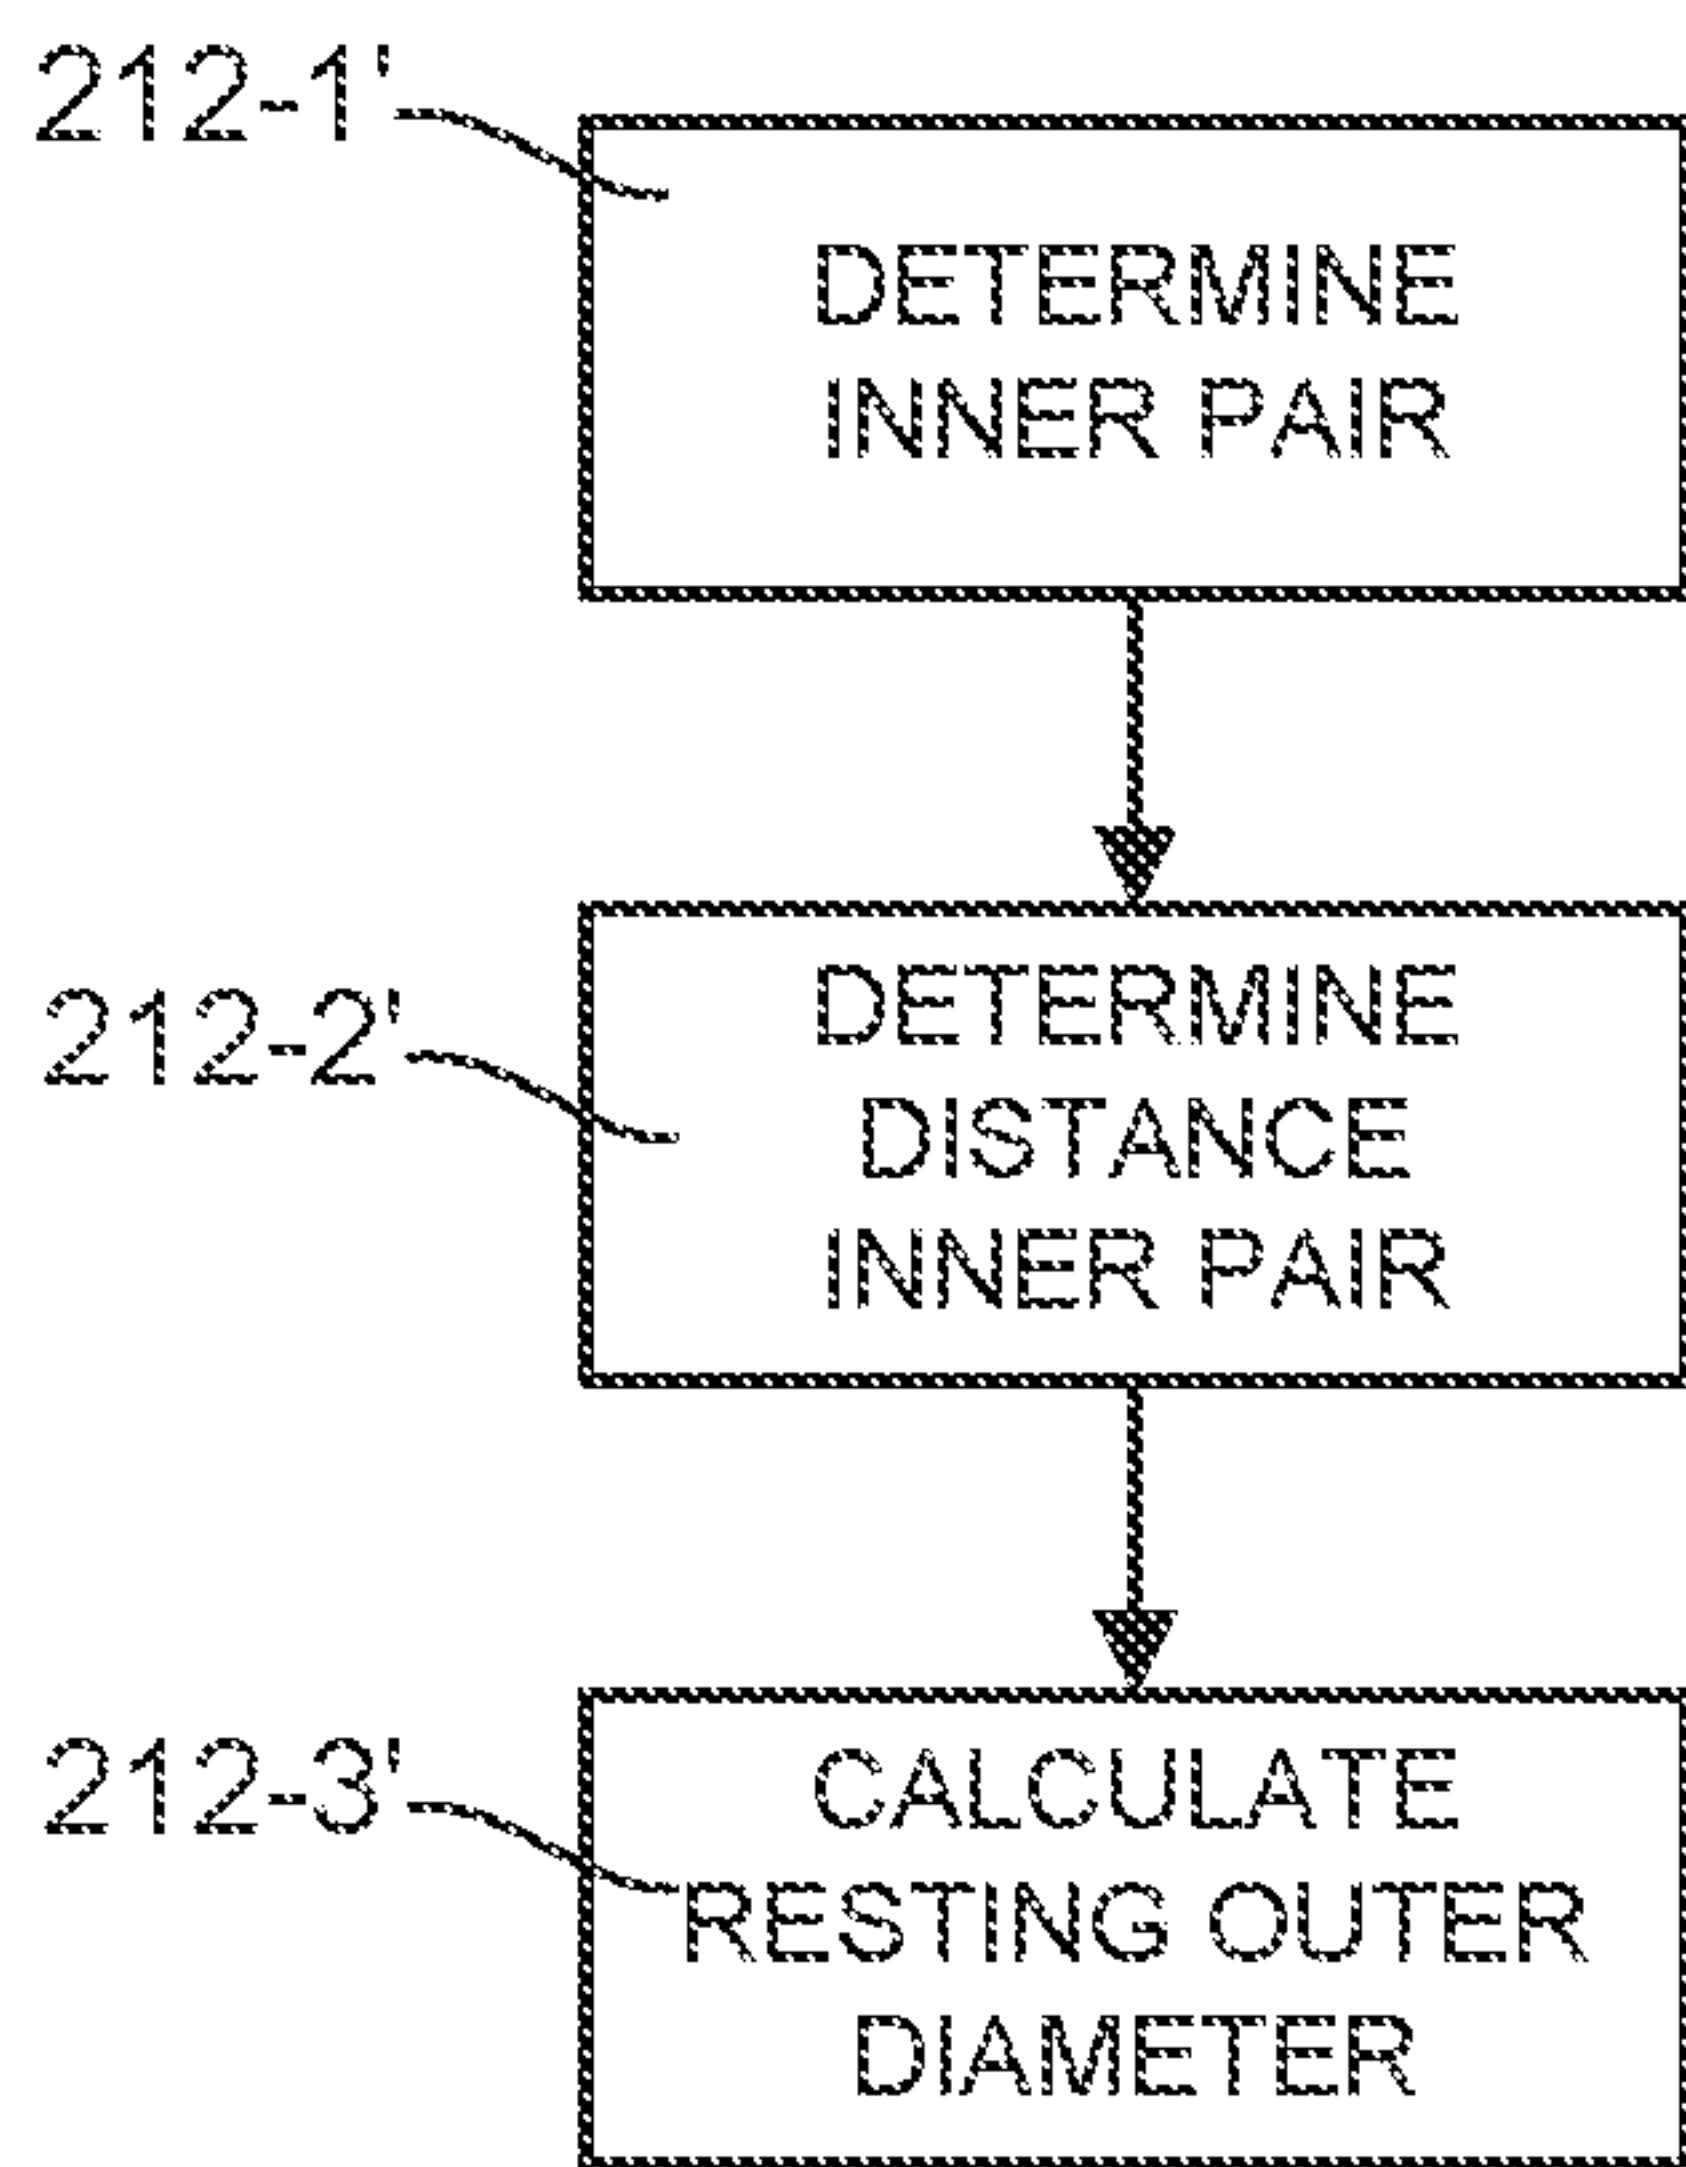 212-1'
DETERMINE
INNER PAIR
212-2'
DETERMINE
DISTANCE
INNER PAIR
212-3'
CALCULATE
RESTING OUTER
DIAMETER